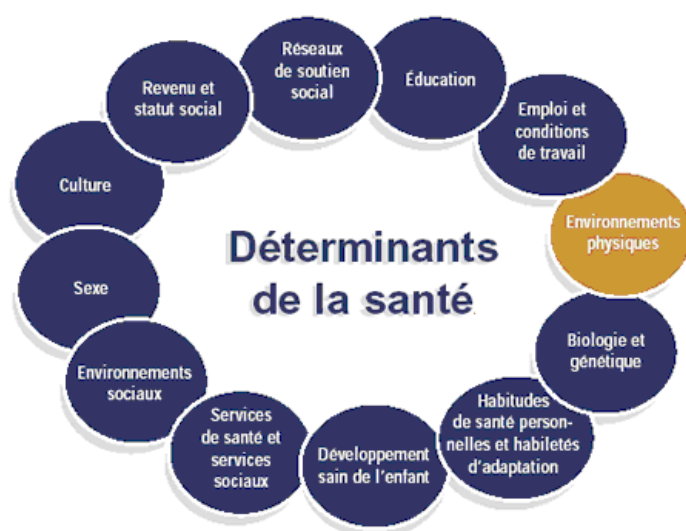 Déterminants
de la santé
Réseaux
de soutien
social
Éducation
Emploi et
conditions
de travail
Environnements
physiques
Biologie et
génétique
Habitudes
de santé person-
nelles et habiletés
d'adaptation
Développement
sain de l'enfant
Services
de santé et
services
sociaux
Environnements
sociaux
Sexe
Culture
Revenu et
statut social